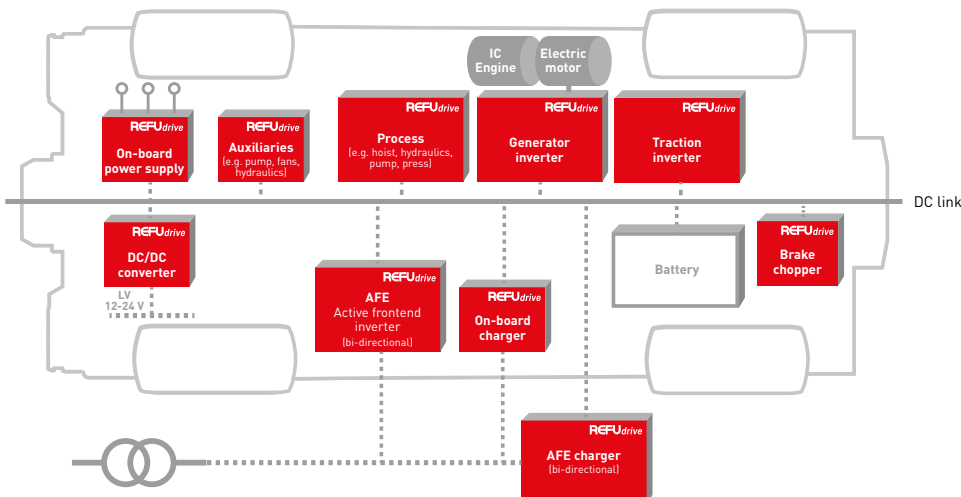 IC
Engine
Electric
motor
REFUdrive
On-board
power supply
REFUdrive
Auxiliaries
(e.g. pump, fans,
hydraulics)
REFUdrive
Process
(e.g. hoist, hydraulics,
pump, press)
REFUdrive
Generator
inverter
REFUdrive
Traction
inverter
DC link
REFUdrive
DC/DC
converter
LV
12-24 V
REFUdrive
AFE
Active frontend
inverter
(bi-directional)
REFUdrive
On-board
charger
Battery
REFUdrive
Brake
chopper
REFUdrive
AFE charger
(bi-directional)